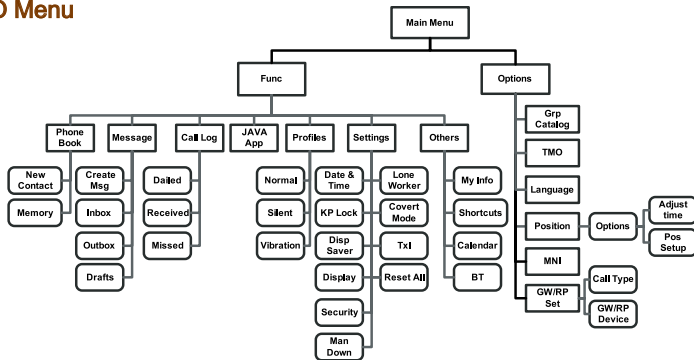 Menu
Main Menu
Func
Options
Phone
Book
Message
Call Log
JAVA
App
Profiles
Settings
Others
Grp
Catalog
TMO
Language
Position
MNI
GW/RP
Set
New
Contact
Memory
Create
Msg
Inbox
Outbox
Drafts
Dailed
Received
Missed
Normal
Silent
Vibration
Date &
Time
KP Lock
Disp
Saver
Display
Security
Man
Down
Lone
Worker
Covert
Mode
TxI
Reset All
My Info
Shortcuts
Calendar
BT
Options
Adjust
time
Pos
Setup
Call Type
GW/RP
Device